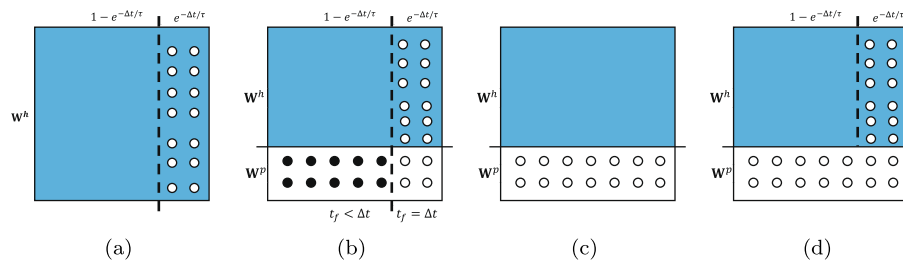 1 − e^{−Δt/τ} e^{−Δt/τ} 1 − e^{−Δt/τ} e^{−Δt/τ} 1 − e^{−Δt/τ} e^{−Δt/τ}
W^h W^h W^h W^h
W^p W^p W^p
t_f < Δt t_f = Δt
(a) (b) (c) (d)